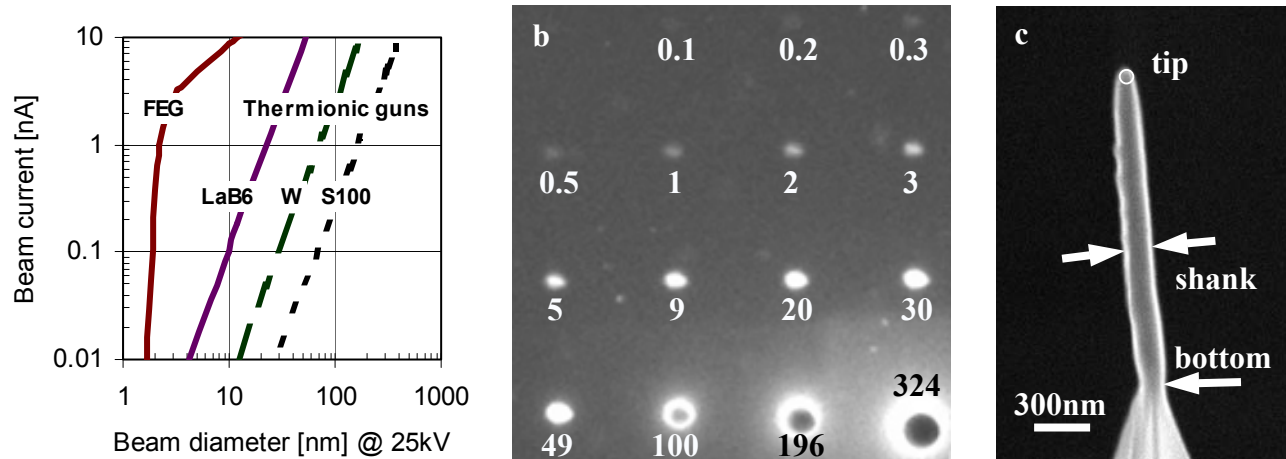 Beam current [nA]
10
1
0.1
0.01
FEG
Thermionic guns
LaB6
W
S100
1
10
100
1000
Beam diameter [nm] @ 25kV
b
0.1
0.2
0.3
0.5
1
2
3
5
9
20
30
324
49
100
196
c
tip
shank
bottom
300nm